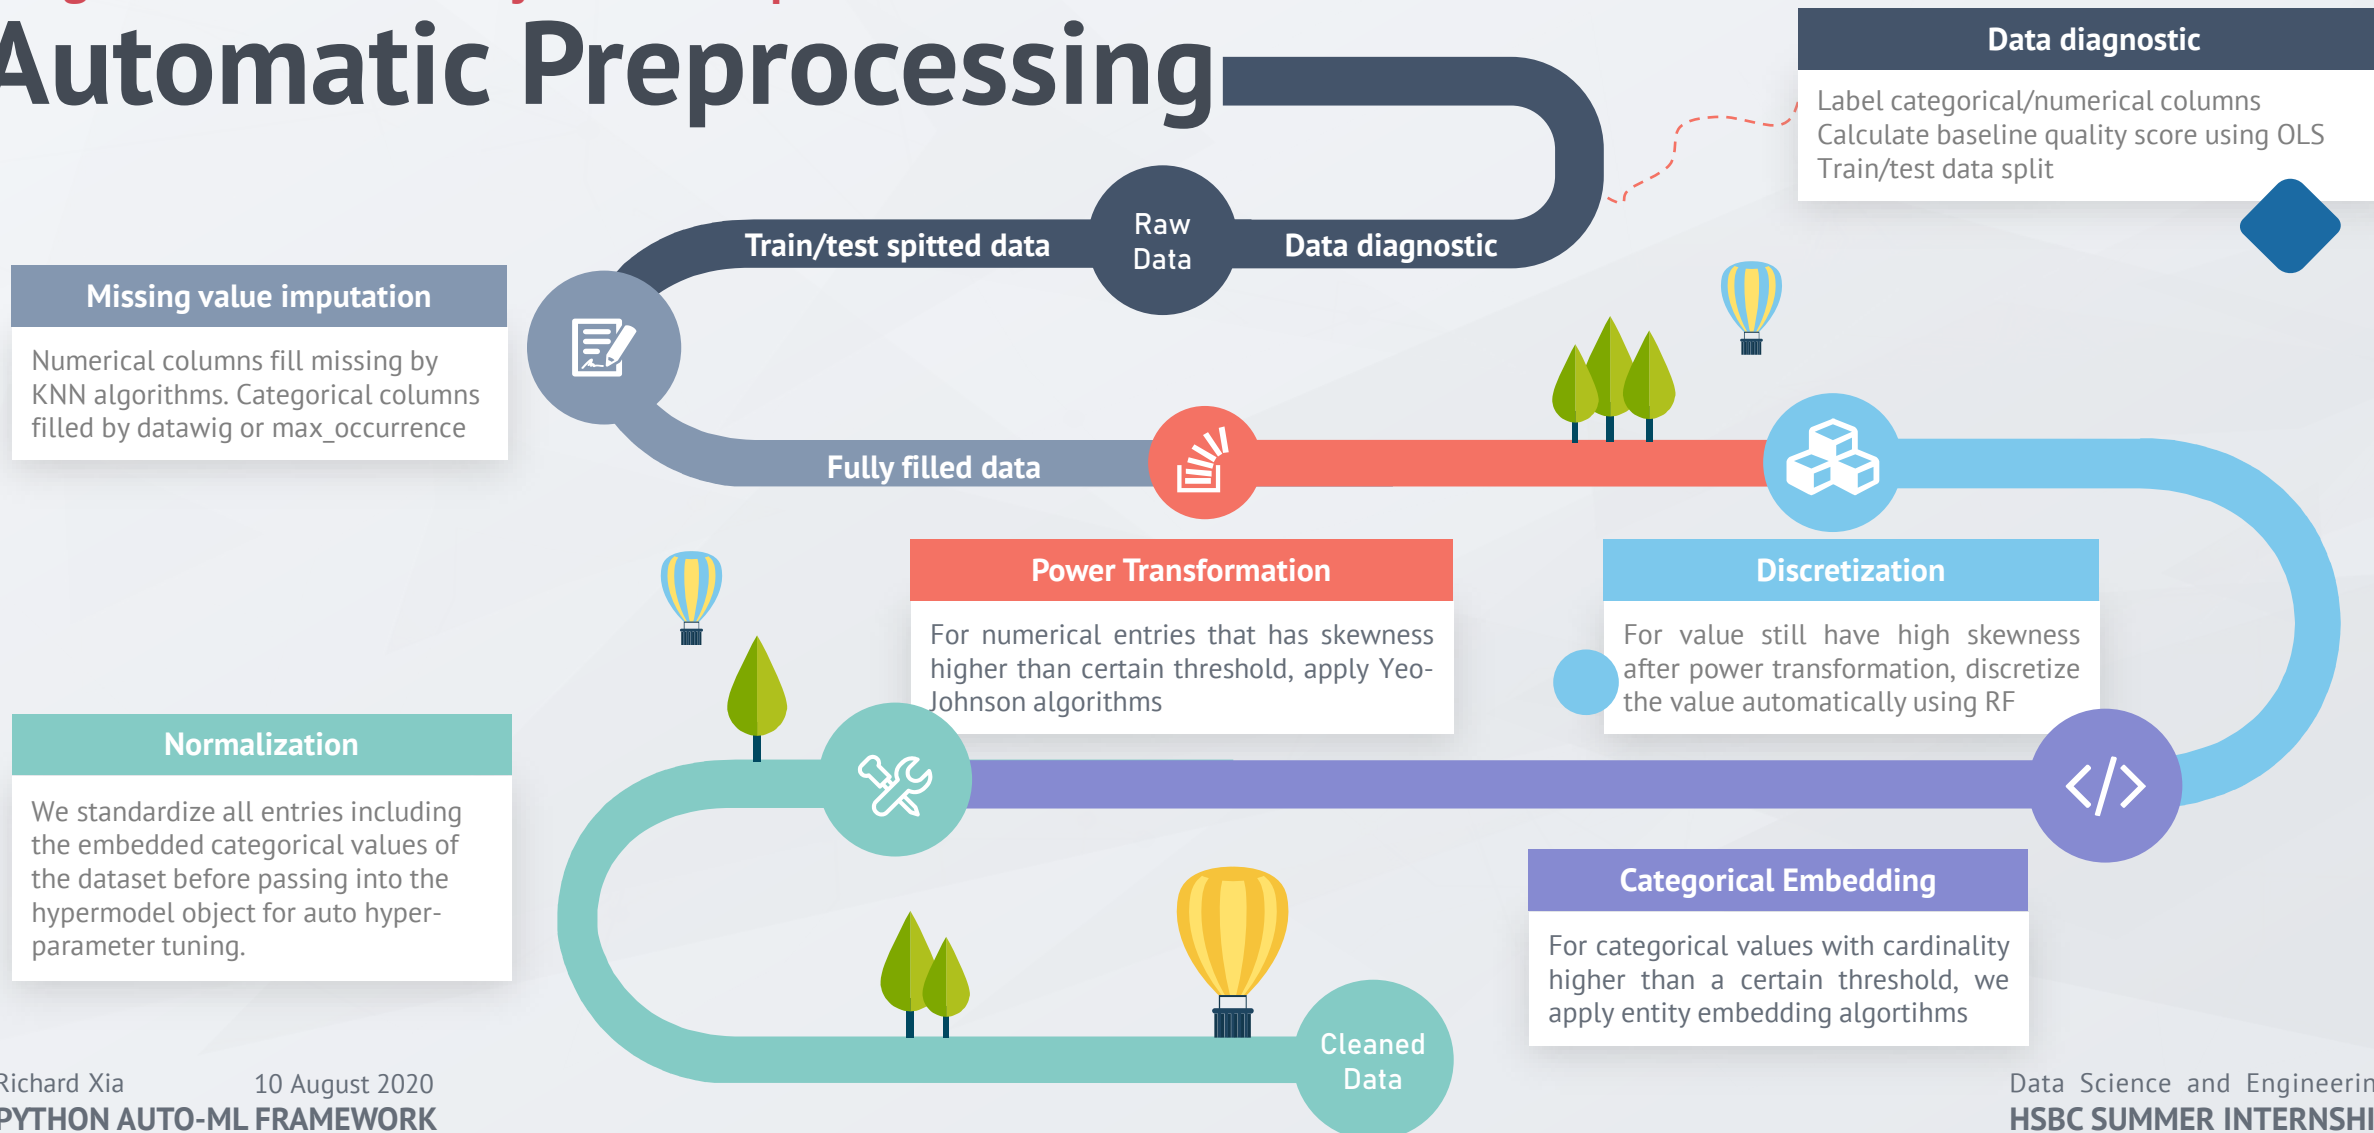 Automatic Preprocessing
Data diagnostic
Label categorical/numerical columns
Calculate baseline quality score using OLS
Train/test data split
Raw
Data
Train/test spitted data
Data diagnostic
Missing value imputation
Numerical columns fill missing by
KNN algorithms. Categorical columns
filled by datawig or max_occurrence
Fully filled data
Power Transformation
For numerical entries that has skewness
higher than certain threshold, apply Yeo-
Johnson algorithms
Discretization
For value still have high skewness
after power transformation, discretize
the value automatically using RF
Normalization
We standardize all entries including
the embedded categorical values of
the dataset before passing into the
hypermodel object for auto hyper-
parameter tuning.
Categorical Embedding
For categorical values with cardinality
higher than a certain threshold, we
apply entity embedding algortihms
Cleaned
Data
Richard Xia 10 August 2020
PYTHON AUTO-ML FRAMEWORK
Data Science and Engineerin
HSBC SUMMER INTERNSHI